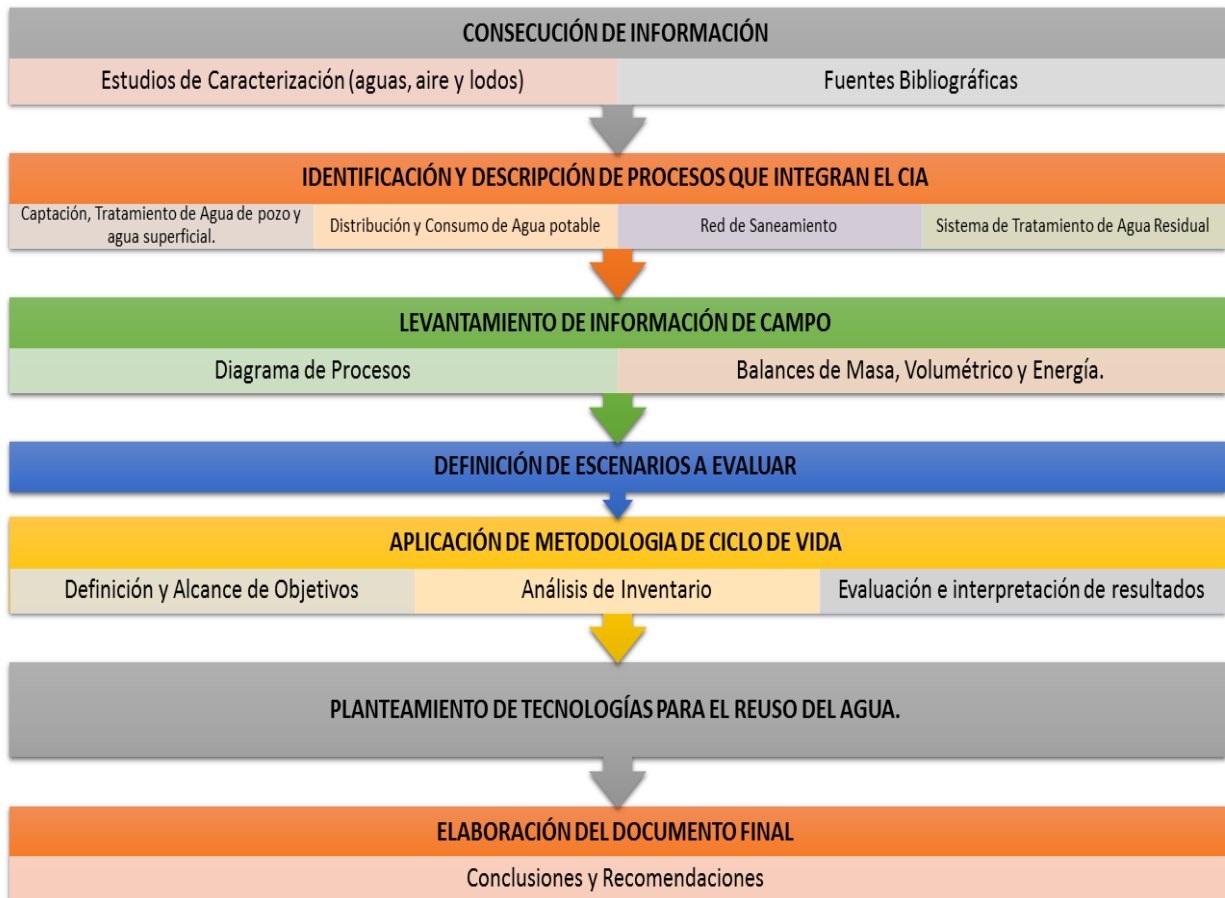 CONSECUCIÓN DE INFORMACIÓN
Estudios de Caracterización (aguas, aire y lodos)
Fuentes Bibliográficas
IDENTIFICACIÓN Y DESCRIPCIÓN DE PROCESOS QUE INTEGRAN EL CIA
Captación, Tratamiento de Agua de pozo y
agua superficial.
Distribución y Consumo de Agua potable
Red de Saneamiento
Sistema de Tratamiento de Agua Residual
LEVANTAMIENTO DE INFORMACIÓN DE CAMPO
Diagrama de Procesos
Balances de Masa, Volumétrico y Energía.
DEFINICIÓN DE ESCENARIOS A EVALUAR
APLICACIÓN DE METODOLOGIA DE CICLO DE VIDA
Definición y Alcance de Objetivos
Análisis de Inventario
Evaluación e interpretación de resultados
PLANTEAMIENTO DE TECNOLOGÍAS PARA EL REUSO DEL AGUA.
ELABORACIÓN DEL DOCUMENTO FINAL
Conclusiones y Recomendaciones